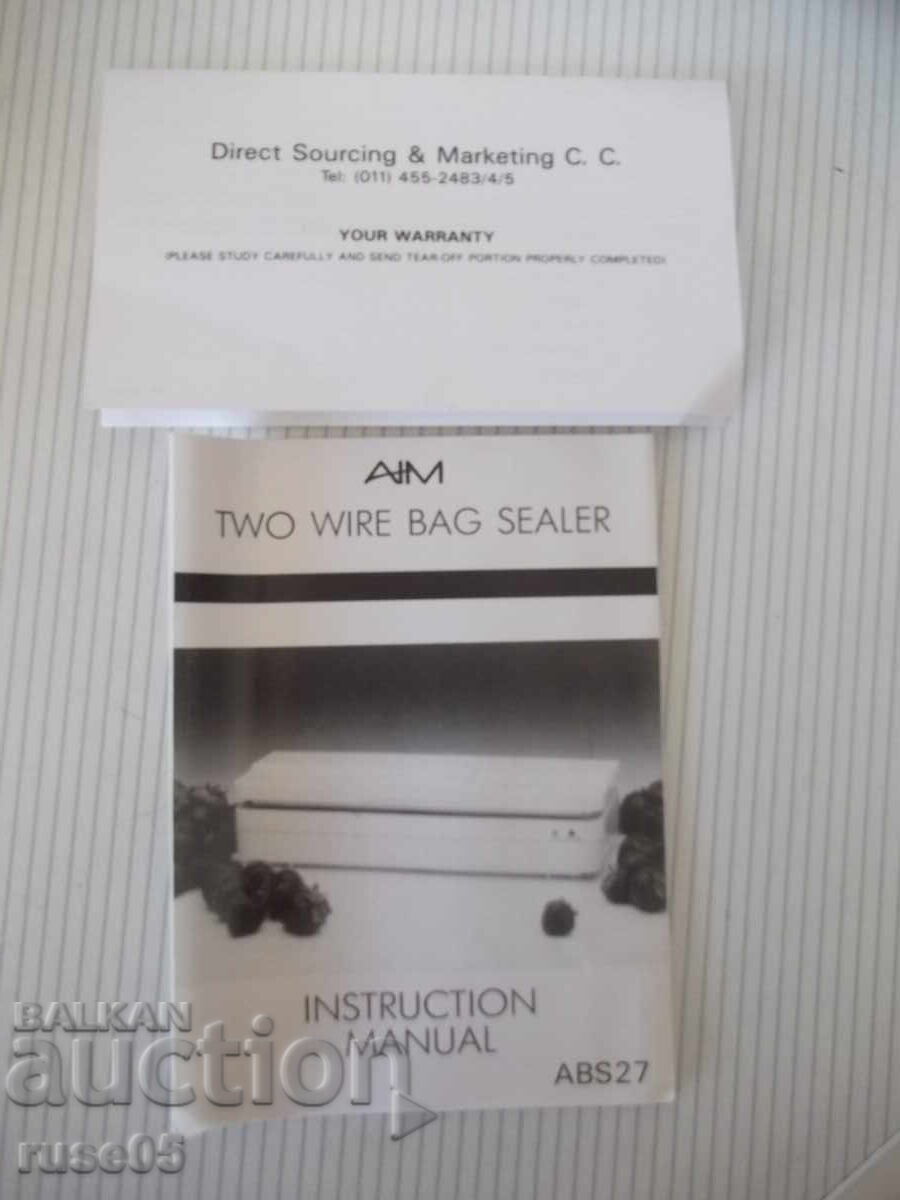 Direct Sourcing & Marketing C. C.
Tel: (011) 455-2483/4/5
YOUR WARRANTY
(PLEASE STUDY CAREFULLY AND SEND TEAR-OFF PORTION PROPERLY COMPLETED)
AIM
TWO WIRE BAG SEALER
INSTRUCTION
MANUAL
ABS27
BALKAN
auction
ruse05